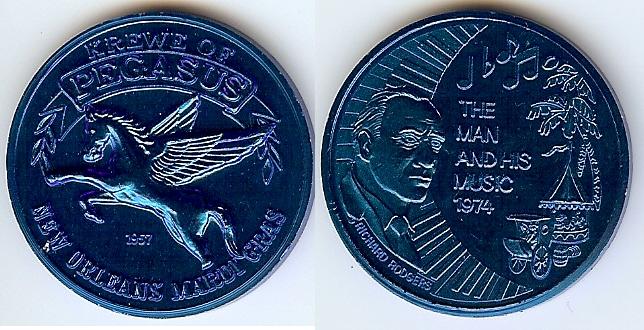 KREWE OF
PEGASUS
1957
NEW ORLEANS MARDI GRAS
THE
MAN
AND HIS
MUSIC
1974
RICHARD RODGERS